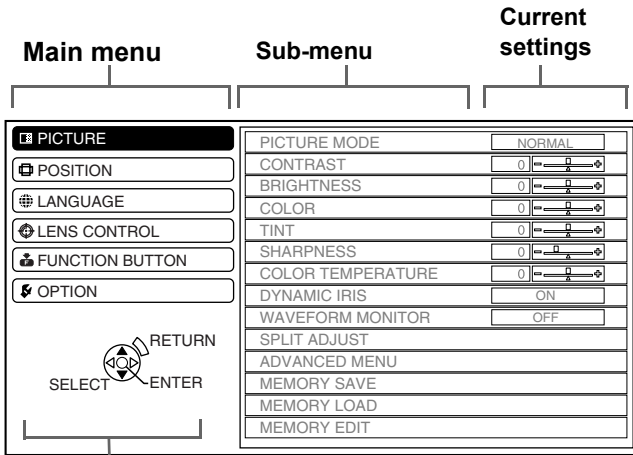 Main menu
Sub-menu
Current
settings
PICTURE
POSITION
LANGUAGE
LENS CONTROL
FUNCTION BUTTON
OPTION
RETURN
SELECT
ENTER
PICTURE MODE NORMAL
CONTRAST 0
BRIGHTNESS 0
COLOR 0
TINT 0
SHARPNESS 0
COLOR TEMPERATURE 0
DYNAMIC IRIS ON
WAVEFORM MONITOR OFF
SPLIT ADJUST
ADVANCED MENU
MEMORY SAVE
MEMORY LOAD
MEMORY EDIT